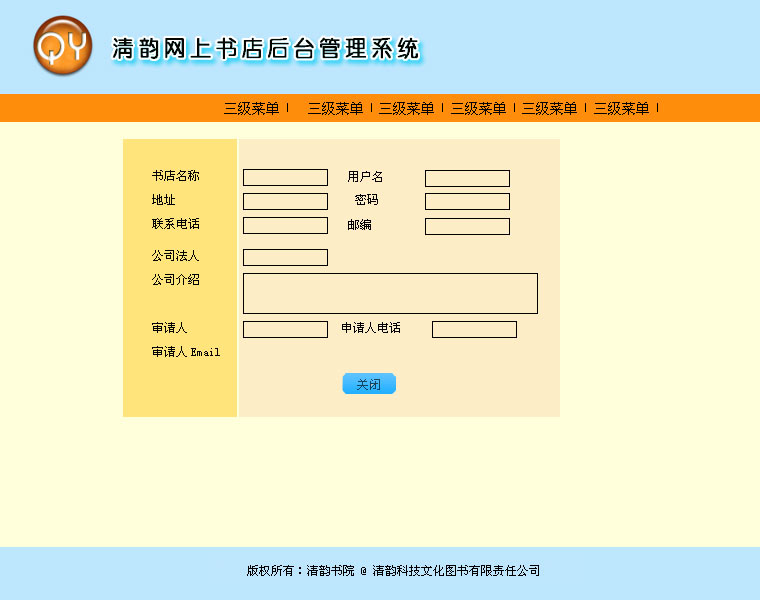 QY 清韵网上书店后台管理系统
三级菜单 | 三级菜单 | 三级菜单 | 三级菜单 | 三级菜单 | 三级菜单 |
书店名称 用户名
地址 密码
联系电话 邮编
公司法人
公司介绍
审请人 申请人电话
审请人 Email
关闭
版权所有：清韵书院 @ 清韵科技文化图书有限责任公司